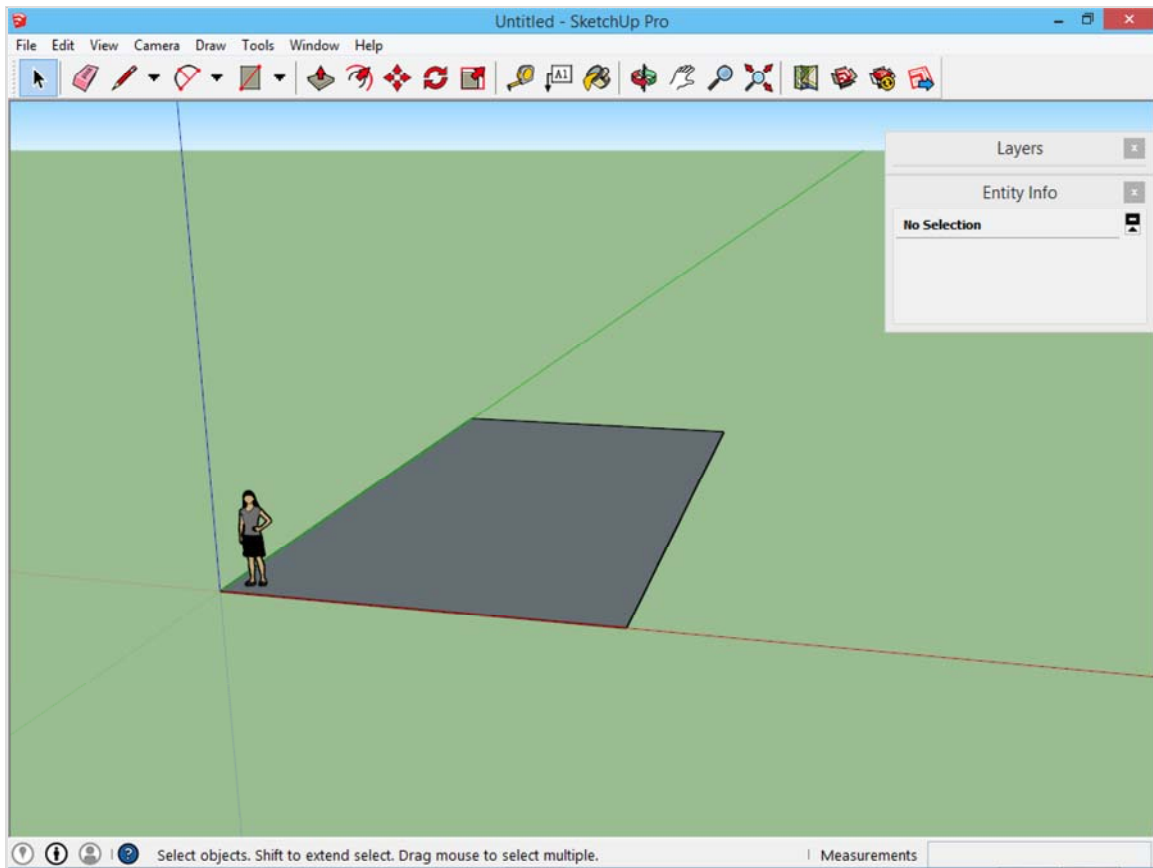 Untitled - SketchUp Pro
File Edit View Camera Draw Tools Window Help
A1
Layers
Entity Info
No Selection
Select objects. Shift to extend select. Drag mouse to select multiple.
Measurements